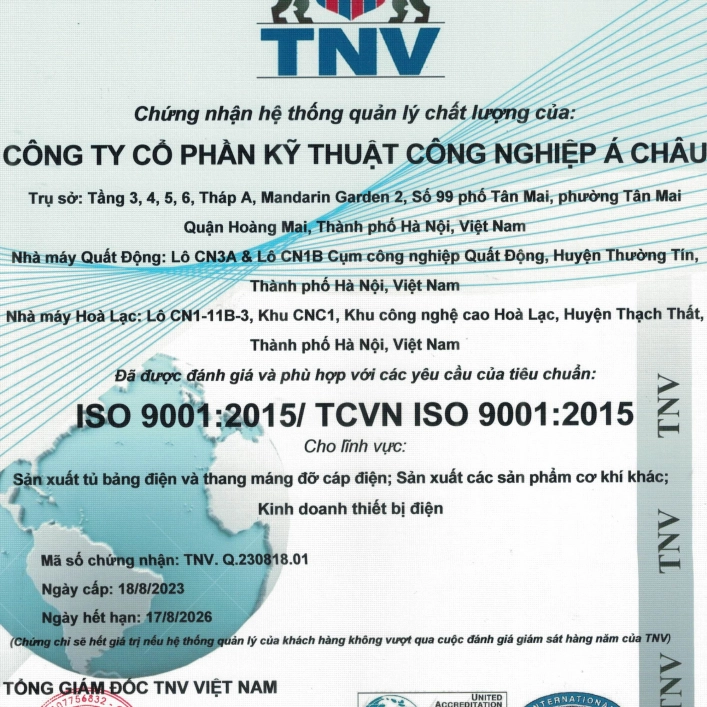 TNV
Chứng nhận hệ thống quản lý chất lượng của:
CÔNG TY CỔ PHẦN KỸ THUẬT CÔNG NGHIỆP Á CHÂU
Trụ sở: Tầng 3, 4, 5, 6, Tháp A, Mandarin Garden 2, Số 99 phố Tân Mai, phường Tân Mai
Quận Hoàng Mai, Thành phố Hà Nội, Việt Nam
Nhà máy Quất Động: Lô CN3A & Lô CN1B Cụm công nghiệp Quất Động, Huyện Thường Tín,
Thành phố Hà Nội, Việt Nam
Nhà máy Hoà Lạc: Lô CN1-11B-3, Khu CNC1, Khu công nghệ cao Hoà Lạc, Huyện Thạch Thất,
Thành phố Hà Nội, Việt Nam
Đã được đánh giá và phù hợp với các yêu cầu của tiêu chuẩn:
ISO 9001:2015/ TCVN ISO 9001:2015
Cho lĩnh vực:
Sản xuất tủ bảng điện và thang máng đỡ cáp điện; Sản xuất các sản phẩm cơ khí khác;
Kinh doanh thiết bị điện
Mã số chứng nhận: TNV. Q.230818.01
Ngày cấp: 18/8/2023
Ngày hết hạn: 17/8/2026
(Chứng chỉ sẽ hết giá trị nếu hệ thống quản lý của khách hàng không vượt qua cuộc đánh giá giám sát hàng năm của TNV)
TỔNG GIÁM ĐỐC TNV VIỆT NAM
UNITED
ACCREDITATION
INTERNATIONAL
TNV
TNV
TNV